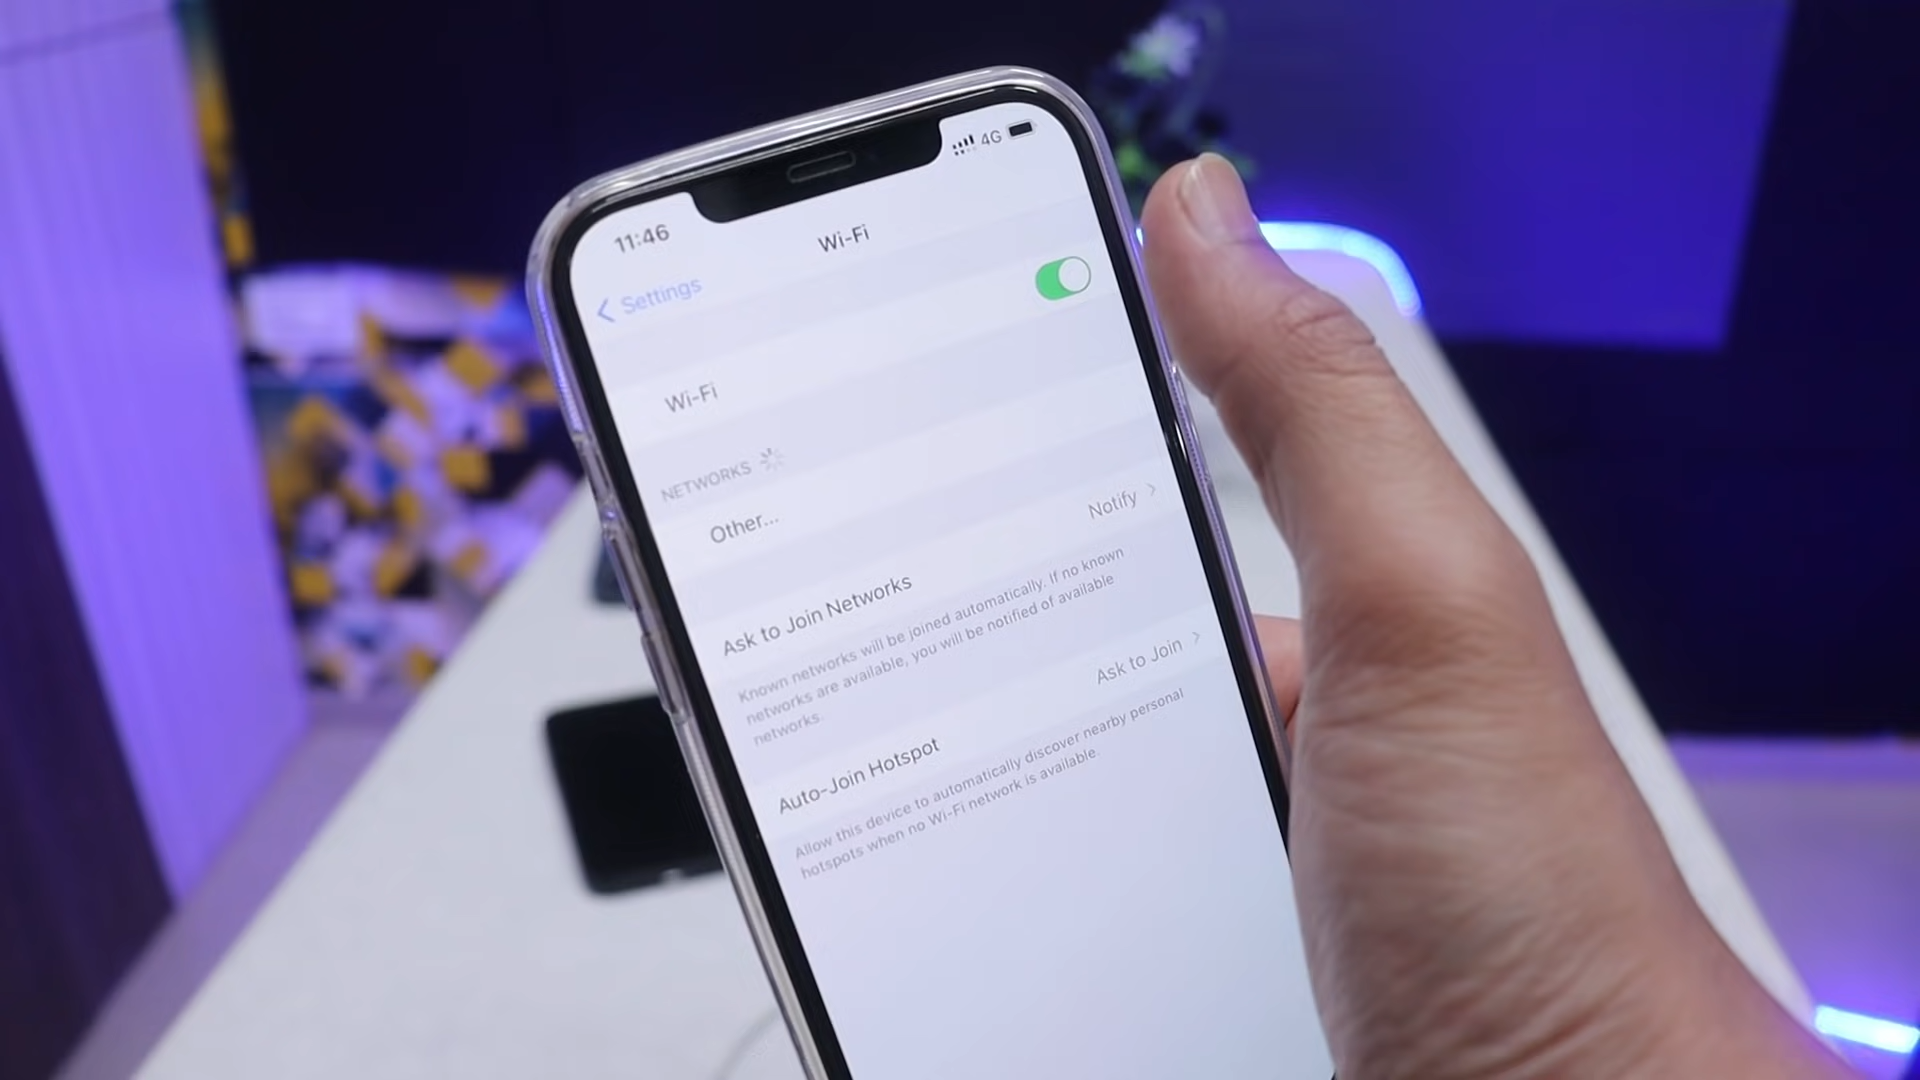 11:46
4G
Settings
Wi-Fi
Wi-Fi
NETWORKS
Other...
Ask to Join Networks
Notify
Known networks will be joined automatically. If no known
networks are available, you will be notified of available
networks.
Auto-Join Hotspot
Ask to Join
Allow this device to automatically discover nearby personal
hotspots when no Wi-Fi network is available.